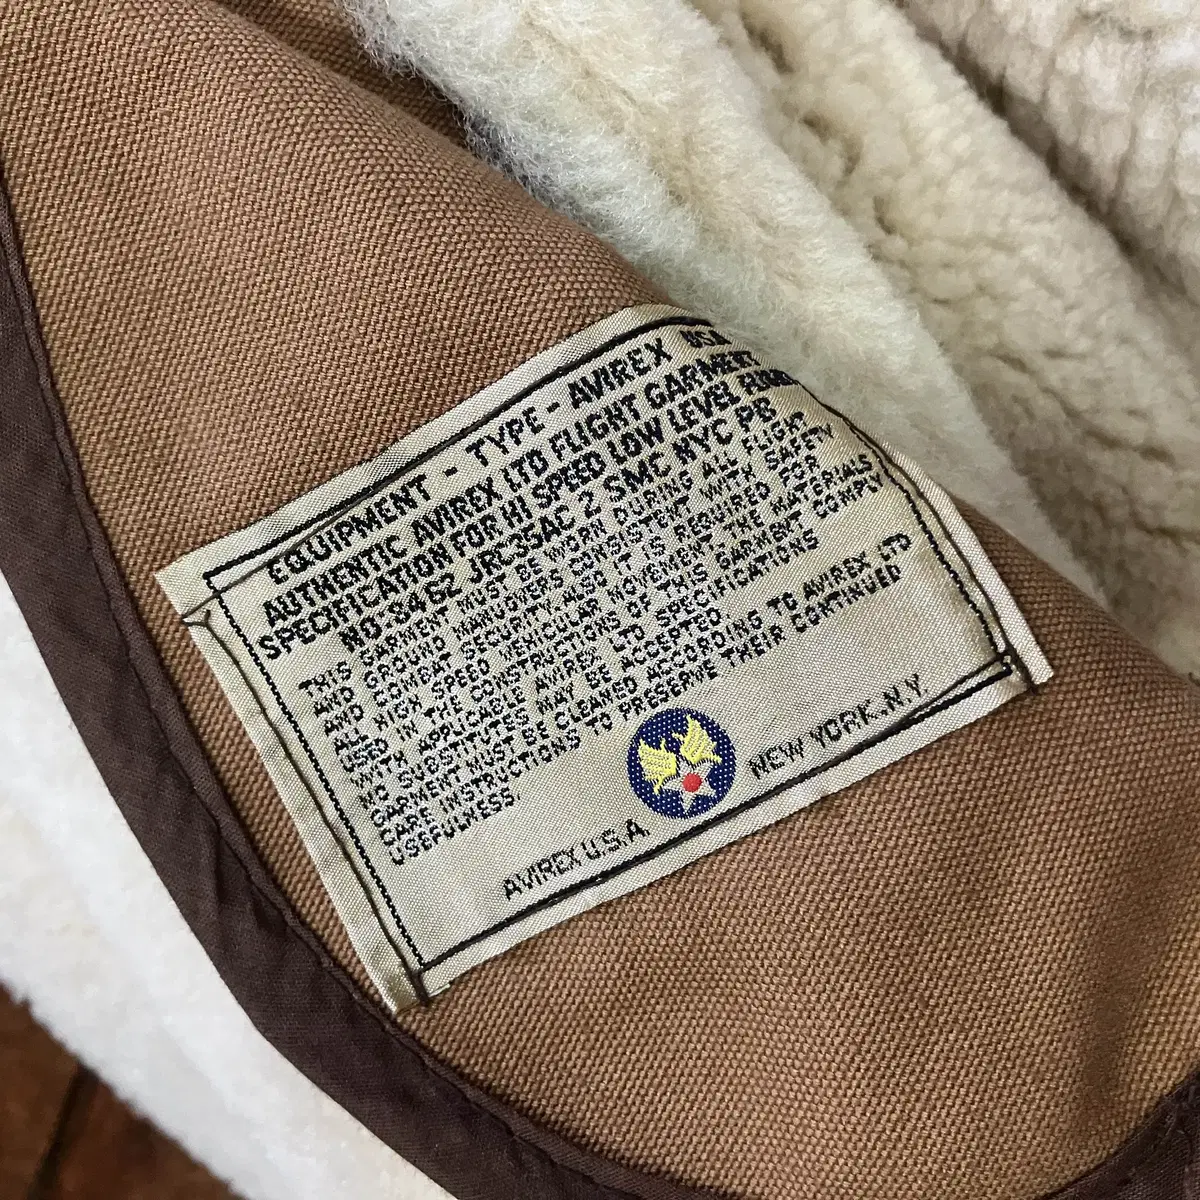 EQUIPMENT - TYPE - AVIREX USA
AUTHENTIC AVIREX LTD FLIGHT GARMENT
SPECIFICATION FOR HI SPEED LOW LEVEL
NO: 9462 JRC35AC 2 SMC NYC PB
THIS GARMENT MUST BE WORN DURING ALL FLIGHT
AND GROUND MANUVERS CONSISTENT WITH SAFETY
AND COMBAT SECURITY. ALSO IT IS REQUIRED FOR
ALL HIGH SPEED VEHICULAR MOVEMENT. THE MATERIALS
USED IN THE CONSTRUCTIONS OF THIS GARMENT COMPLY
WITH APPLICABLE AVIREX LTD SPECIFICATIONS
NO SUBSTITUTES MAY BE ACCEPTED
GARMENT MUST BE CLEANED ACCORDING TO AVIREX LTD
CARE INSTRUCTIONS TO PRESERVE THEIR CONTINUED
USEFULNESS.
AVIREX U.S.A. NEW YORK. N.Y.